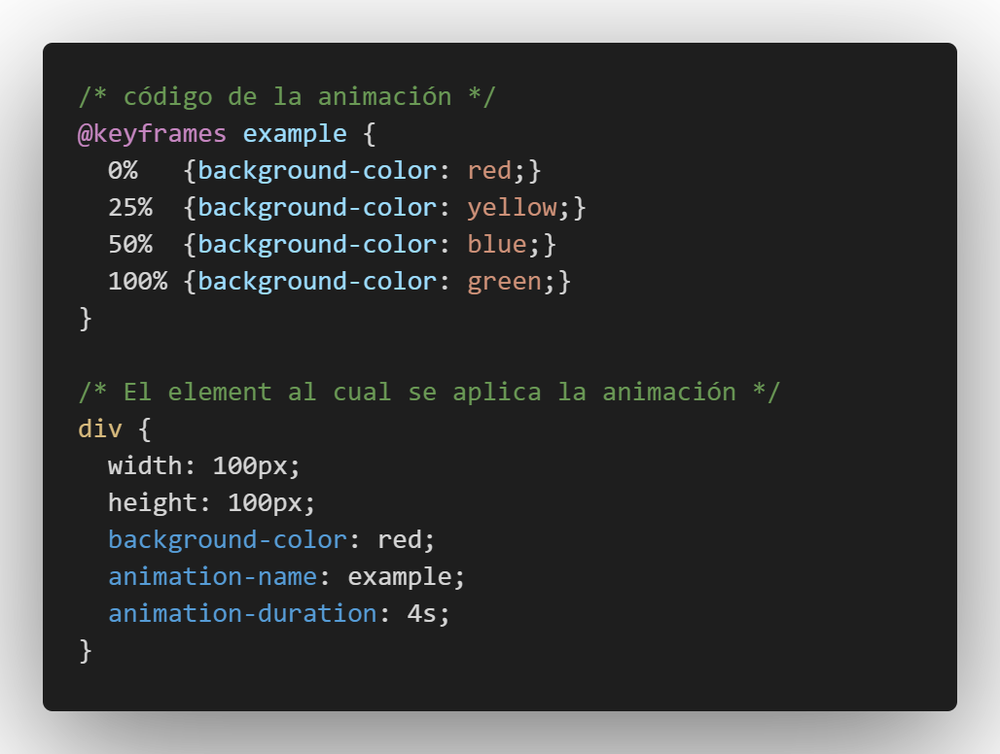 /* código de la animación */
@keyframes example {
  0%   {background-color: red;}
  25%  {background-color: yellow;}
  50%  {background-color: blue;}
  100% {background-color: green;}
}

/* El element al cual se aplica la animación */
div {
  width: 100px;
  height: 100px;
  background-color: red;
  animation-name: example;
  animation-duration: 4s;
}